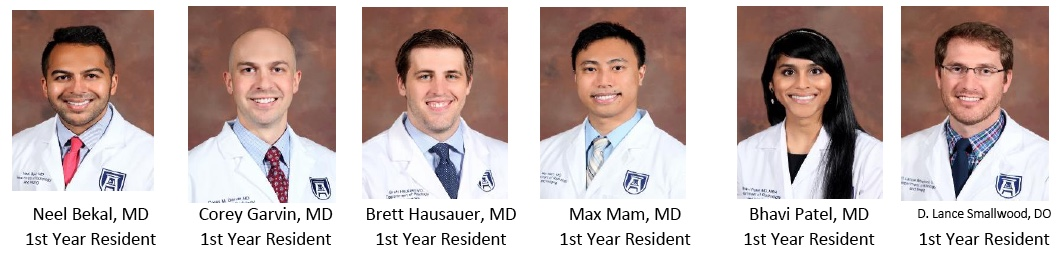 Neel Bekal, MD
1st Year Resident
Corey Garvin, MD
1st Year Resident
Brett Hausauer, MD
1st Year Resident
Max Mam, MD
1st Year Resident
Bhavi Patel, MD
1st Year Resident
D. Lance Smallwood, DO
1st Year Resident